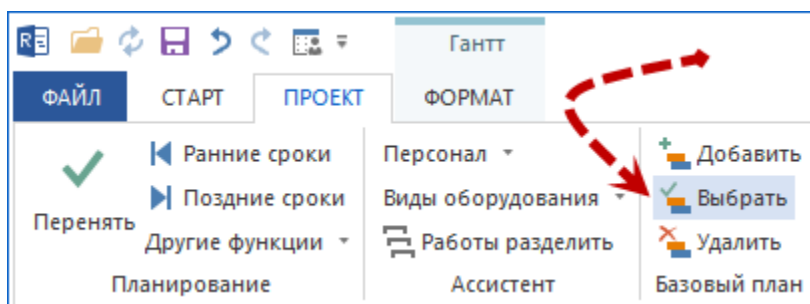 RE
Гантт
ФАЙЛ СТАРТ ПРОЕКТ ФОРМАТ
Ранние сроки Персонал Добавить
Поздние сроки Виды оборудования Выбрать
Перенять
Другие функции Работы разделить Удалить
Планирование Ассистент Базовый план